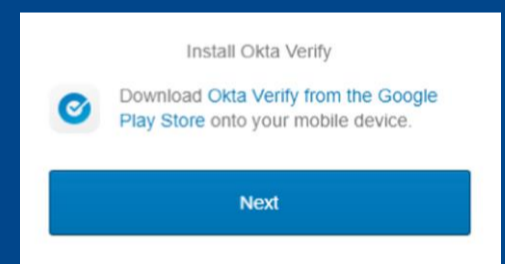 Install Okta Verify
Download Okta Verify from the Google
Play Store onto your mobile device.
Next